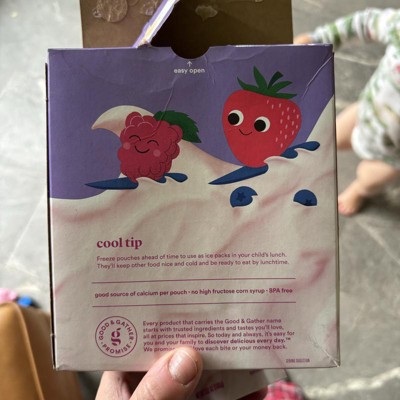 easy open
cool tip
Freeze pouches ahead of time to use as ice packs in your child's lunch.
They'll keep other food nice and cold and be ready to eat by lunchtime.
good source of calcium per pouch • no high fructose corn syrup • BPA free
GOOD & GATHER
PROMISE
g
Every product that carries the Good & Gather name
starts with trusted ingredients and tastes you'll love,
all at prices that inspire. So today and always, it's easy for
you and your family to discover delicious every day.™
We promise you'll love each bite or your money back.